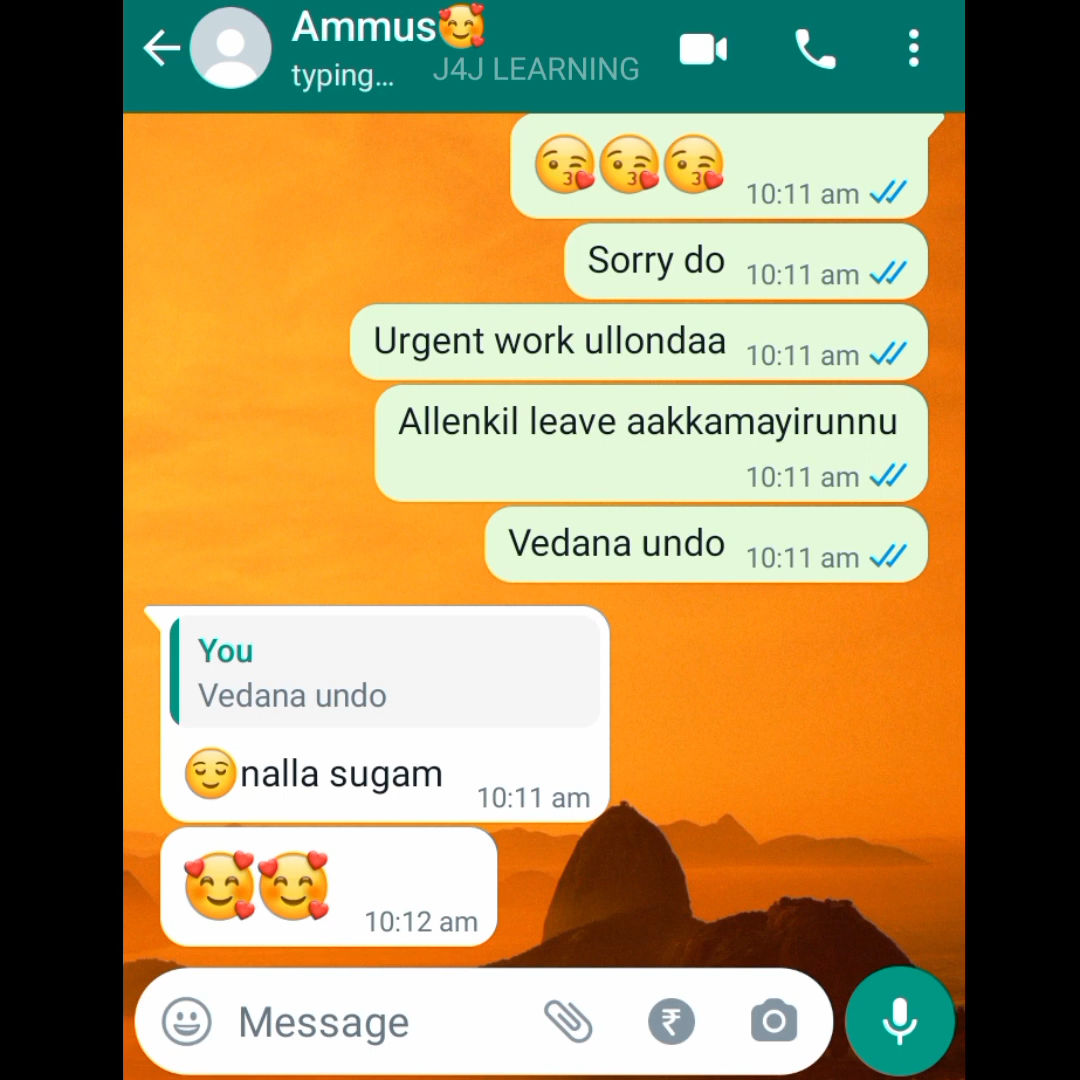 Ammus🥰
typing... J4J LEARNING
😘😘😘 10:11 am
Sorry do 10:11 am
Urgent work ullondaa 10:11 am
Allenkil leave aakkamayirunnu
10:11 am
Vedana undo 10:11 am
You
Vedana undo
😌nalla sugam 10:11 am
🥰🥰 10:12 am
Message ₹